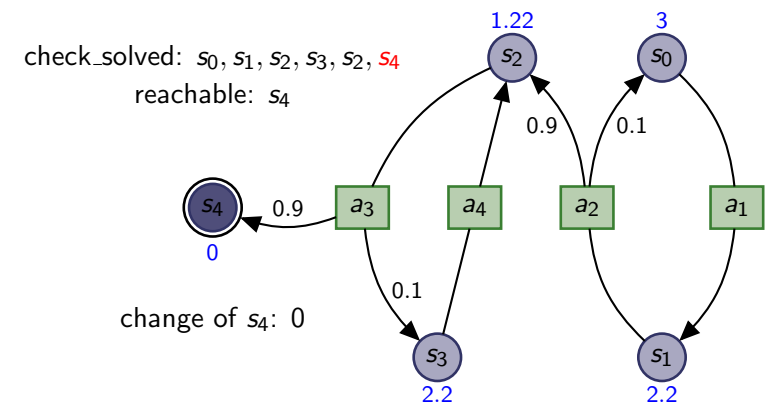 1.22
3
check_solved: s₀, s₁, s₂, s₃, s₂, s₄
s₂
s₀
reachable: s₄
0.9
0.1
s₄
0.9
a₃
a₄
a₂
a₁
0
0.1
change of s₄: 0
s₃
s₁
2.2
2.2